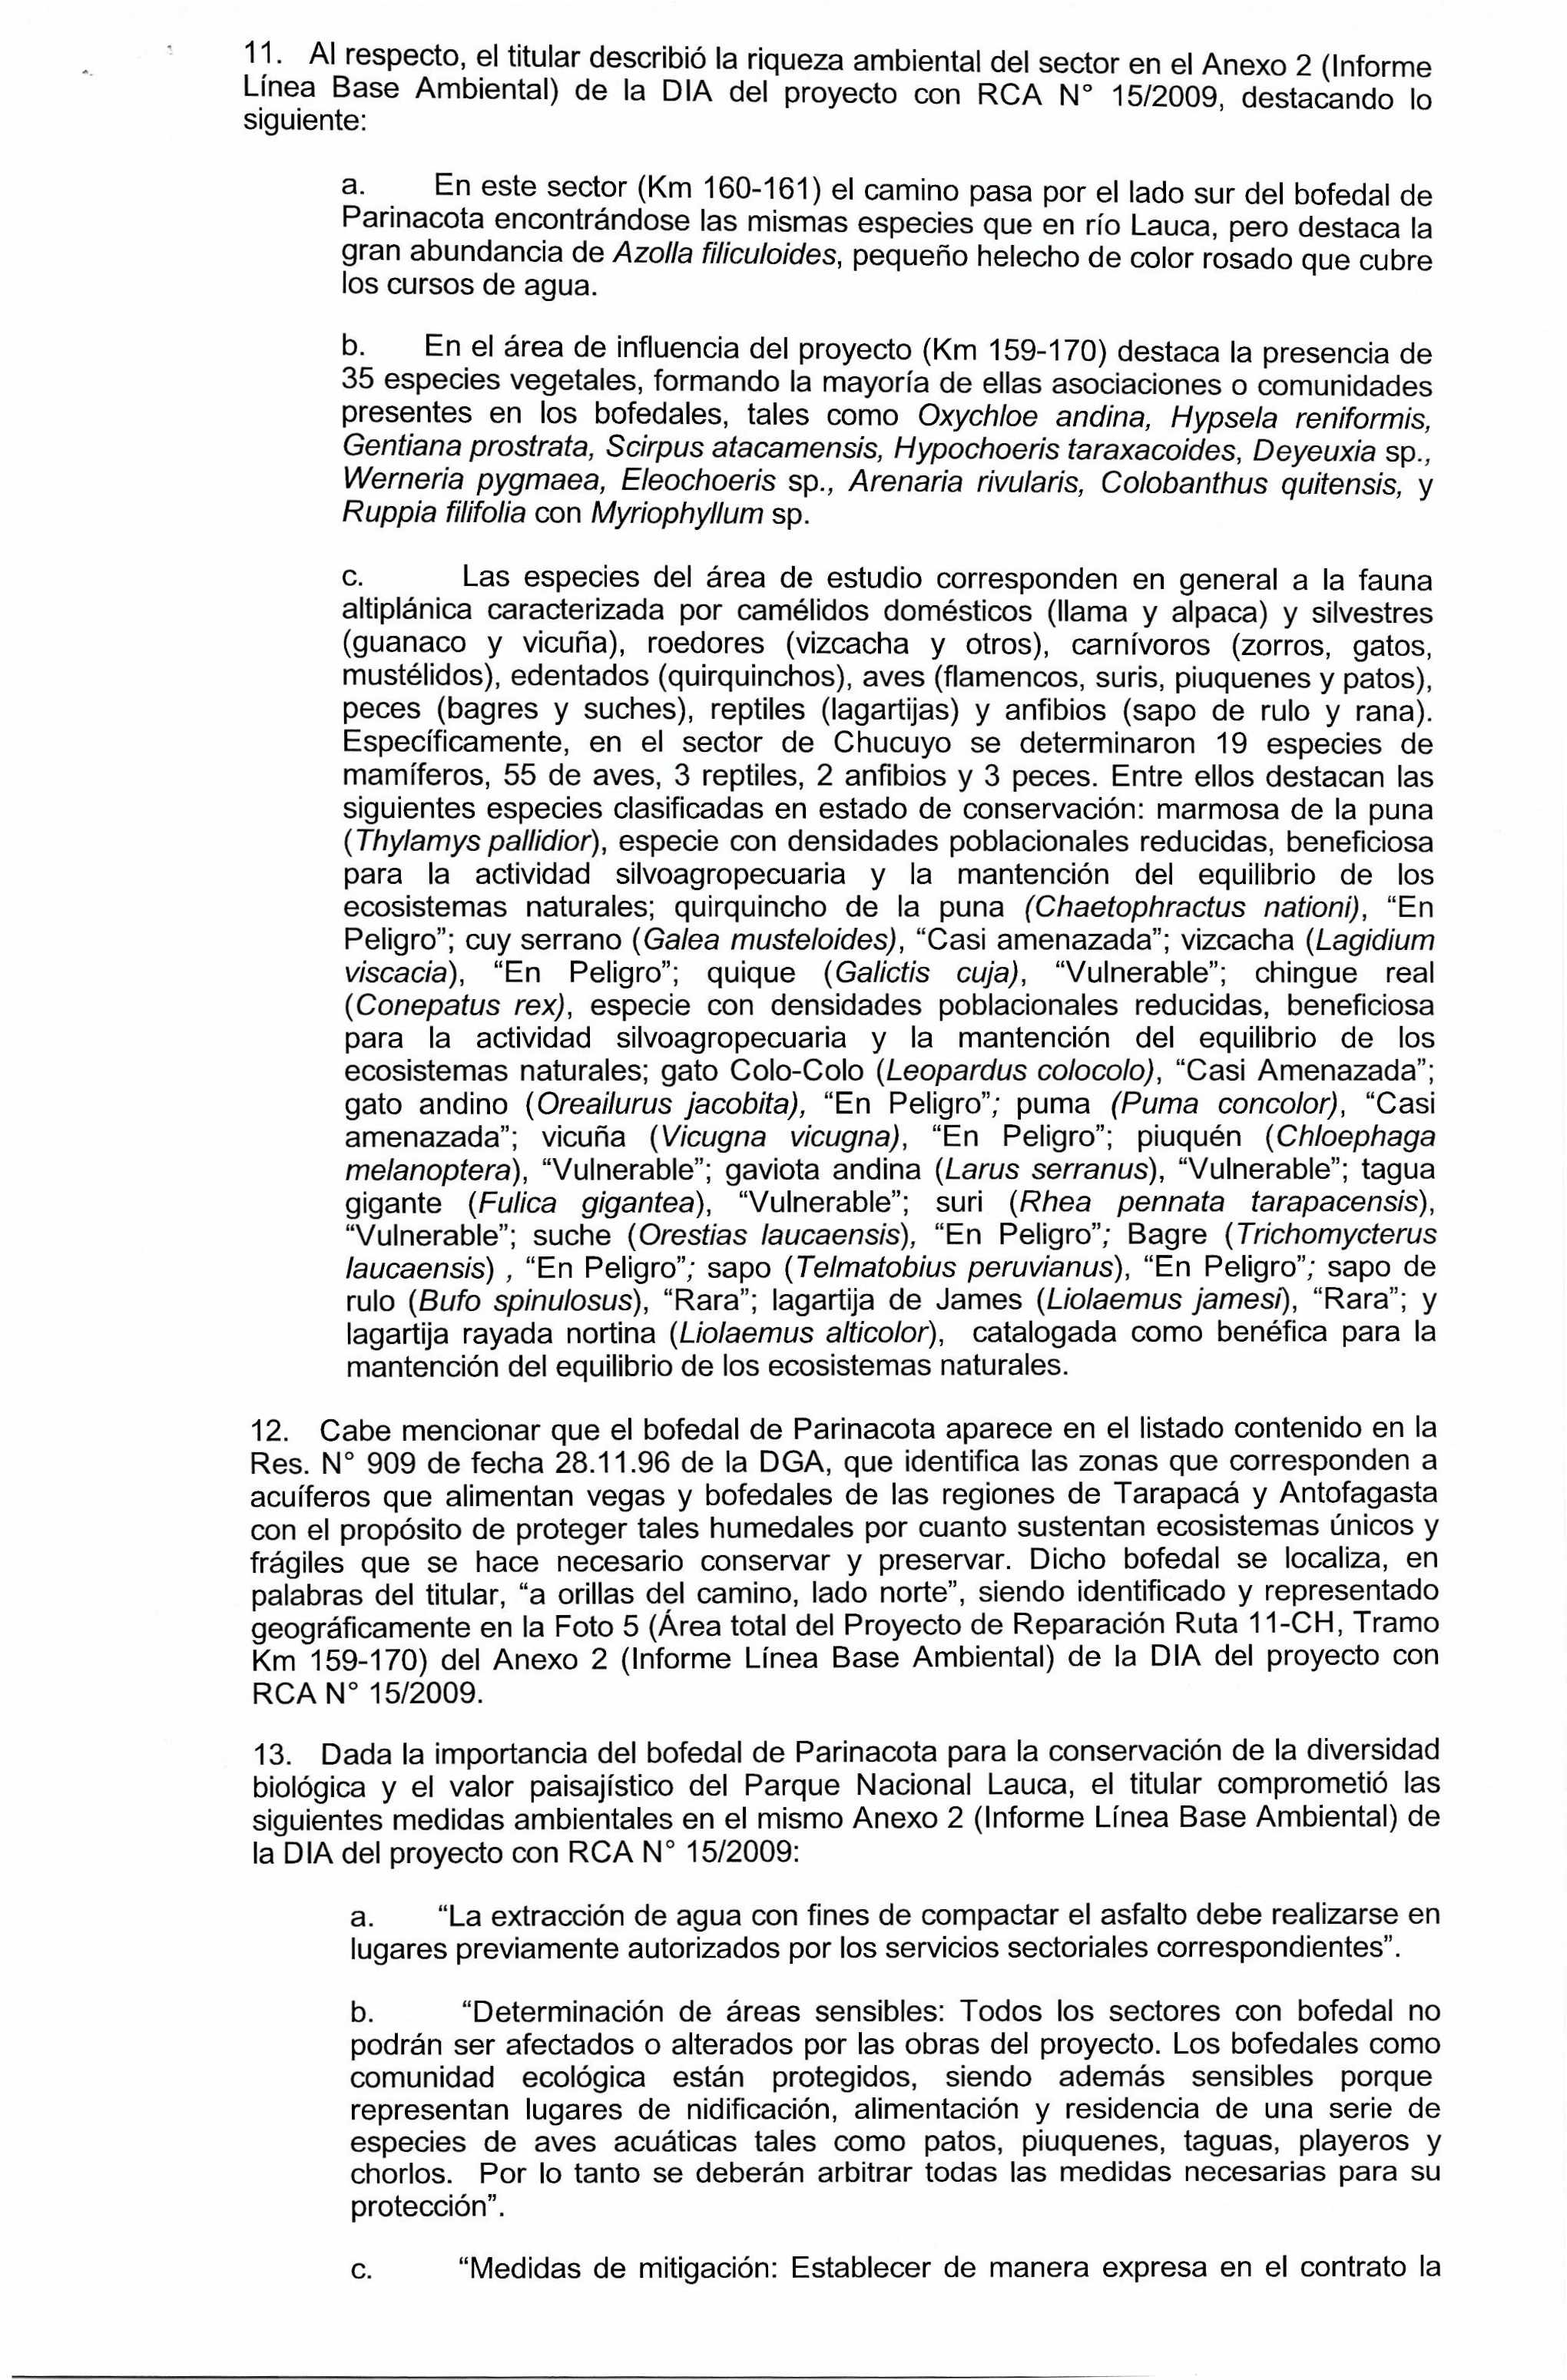 11. Al respecto, el titular describió la riqueza ambiental del sector en el Anexo 2 (Informe
Línea Base Ambiental) de la DIA del proyecto con RCA N° 15/2009, destacando lo
siguiente:
a. En este sector (Km 160-161) el camino pasa por el lado sur del bofedal de
Parinacota encontrándose las mismas especies que en río Lauca, pero destaca la
gran abundancia de Azolla filiculoides, pequeño helecho de color rosado que cubre
los cursos de agua.
b. En el área de influencia del proyecto (Km 159-170) destaca la presencia de
35 especies vegetales, formando la mayoría de ellas asociaciones o comunidades
presentes en los bofedales, tales como Oxychloe andina, Hypsela reniformis,
Gentiana prostrata, Scirpus atacamensis, Hypochoeris taraxacoides, Deyeuxia sp.,
Werneria pygmaea, Eleochoeris sp., Arenaria rivularis, Colobanthus quitensis, y
Ruppia filifolia con Myriophyllum sp.
c. Las especies del área de estudio corresponden en general a la fauna
altiplánica caracterizada por camélidos domésticos (llama y alpaca) y silvestres
(guanaco y vicuña), roedores (vizcacha y otros), carnívoros (zorros, gatos,
mustélidos), edentados (quirquinchos), aves (flamencos, suris, piuquenes y patos),
peces (bagres y suches), reptiles (lagartijas) y anfibios (sapo de rulo y rana).
Específicamente, en el sector de Chucuyo se determinaron 19 especies de
mamíferos, 55 de aves, 3 reptiles, 2 anfibios y 3 peces. Entre ellos destacan las
siguientes especies clasificadas en estado de conservación: marmosa de la puna
(Thylamys pallidior), especie con densidades poblacionales reducidas, beneficiosa
para la actividad silvoagropecuaria y la mantención del equilibrio de los
ecosistemas naturales; quirquincho de la puna (Chaetophractus nationi), “En
Peligro”; cuy serrano (Galea musteloides), “Casi amenazada”; vizcacha (Lagidium
viscacia), “En Peligro”; quique (Galictis cuja), “Vulnerable”; chingue real
(Conepatus rex), especie con densidades poblacionales reducidas, beneficiosa
para la actividad silvoagropecuaria y la mantención del equilibrio de los
ecosistemas naturales; gato Colo-Colo (Leopardus colocolo), “Casi Amenazada”;
gato andino (Oreailurus jacobita), “En Peligro”; puma (Puma concolor), “Casi
amenazada”; vicuña (Vicugna vicugna), “En Peligro”; piuquén (Chloephaga
melanoptera), “Vulnerable”; gaviota andina (Larus serranus), “Vulnerable”; tagua
gigante (Fulica gigantea), “Vulnerable”; suri (Rhea pennata tarapacensis),
“Vulnerable”; suche (Orestias laucaensis), “En Peligro”; Bagre (Trichomycterus
laucaensis) , “En Peligro”; sapo (Telmatobius peruvianus), “En Peligro”; sapo de
rulo (Bufo spinulosus), “Rara”; lagartija de James (Liolaemus jamesi), “Rara”; y
lagartija rayada nortina (Liolaemus alticolor), catalogada como benéfica para la
mantención del equilibrio de los ecosistemas naturales.
12. Cabe mencionar que el bofedal de Parinacota aparece en el listado contenido en la
Res. N° 909 de fecha 28.11.96 de la DGA, que identifica las zonas que corresponden a
acuíferos que alimentan vegas y bofedales de las regiones de Tarapacá y Antofagasta
con el propósito de proteger tales humedales por cuanto sustentan ecosistemas únicos y
frágiles que se hace necesario conservar y preservar. Dicho bofedal se localiza, en
palabras del titular, “a orillas del camino, lado norte”, siendo identificado y representado
geográficamente en la Foto 5 (Área total del Proyecto de Reparación Ruta 11-CH, Tramo
Km 159-170) del Anexo 2 (Informe Línea Base Ambiental) de la DIA del proyecto con
RCA N° 15/2009.
13. Dada la importancia del bofedal de Parinacota para la conservación de la diversidad
biológica y el valor paisajístico del Parque Nacional Lauca, el titular comprometió las
siguientes medidas ambientales en el mismo Anexo 2 (Informe Línea Base Ambiental) de
la DIA del proyecto con RCA N° 15/2009:
a. “La extracción de agua con fines de compactar el asfalto debe realizarse en
lugares previamente autorizados por los servicios sectoriales correspondientes”.
b. “Determinación de áreas sensibles: Todos los sectores con bofedal no
podrán ser afectados o alterados por las obras del proyecto. Los bofedales como
comunidad ecológica están protegidos, siendo además sensibles porque
representan lugares de nidificación, alimentación y residencia de una serie de
especies de aves acuáticas tales como patos, piuquenes, taguas, playeros y
chorlos. Por lo tanto se deberán arbitrar todas las medidas necesarias para su
protección”.
c. “Medidas de mitigación: Establecer de manera expresa en el contrato la